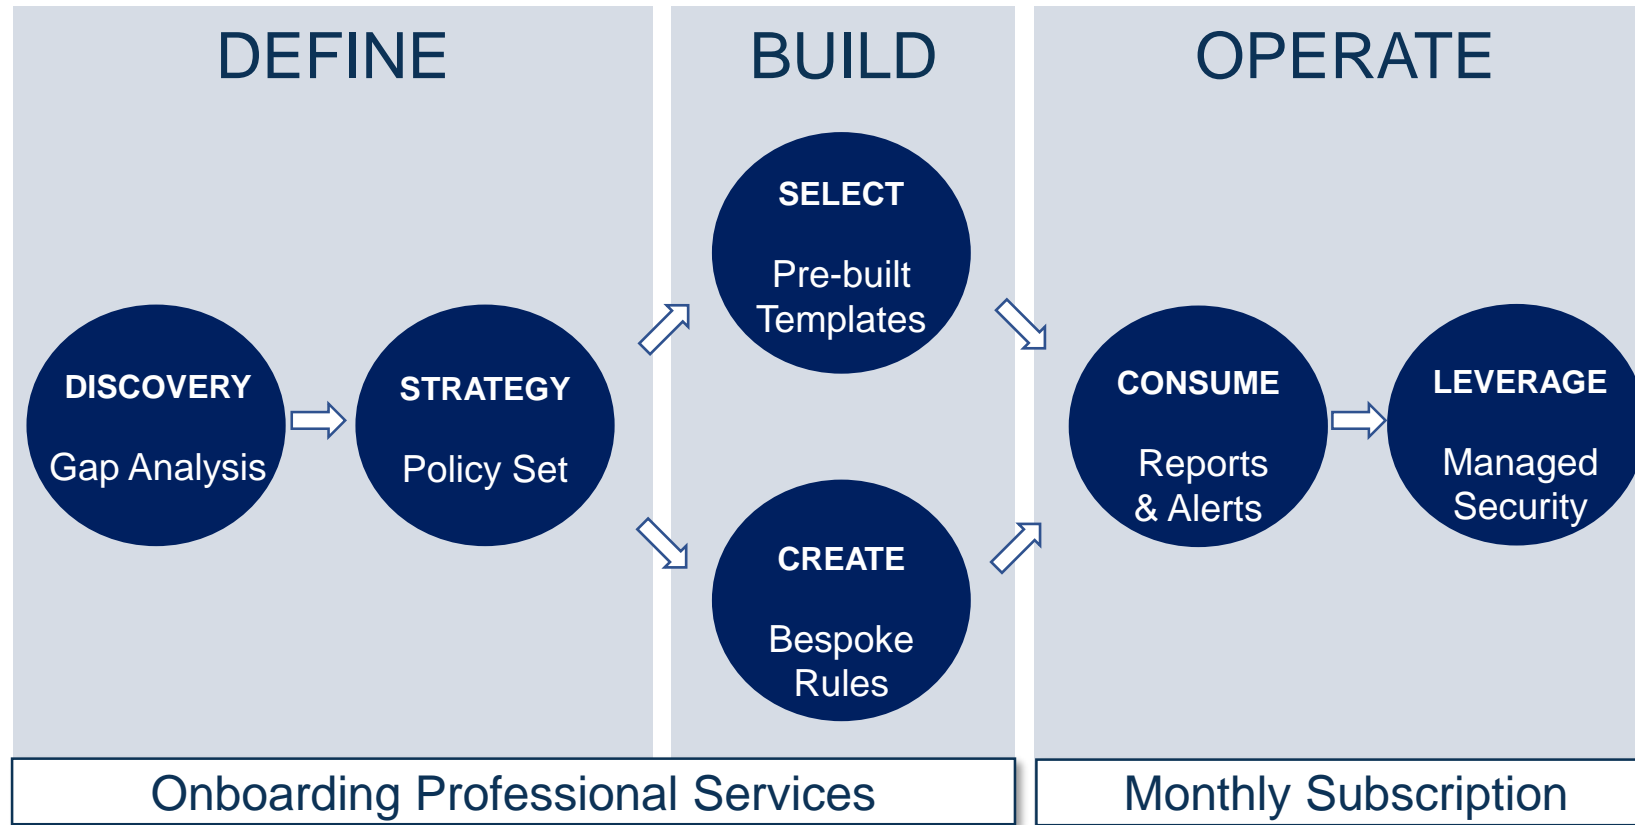 DEFINE
BUILD
OPERATE
DISCOVERY
Gap Analysis
STRATEGY
Policy Set
SELECT
Pre-built
Templates
CREATE
Bespoke
Rules
CONSUME
Reports
& Alerts
LEVERAGE
Managed
Security
Onboarding Professional Services
Monthly Subscription